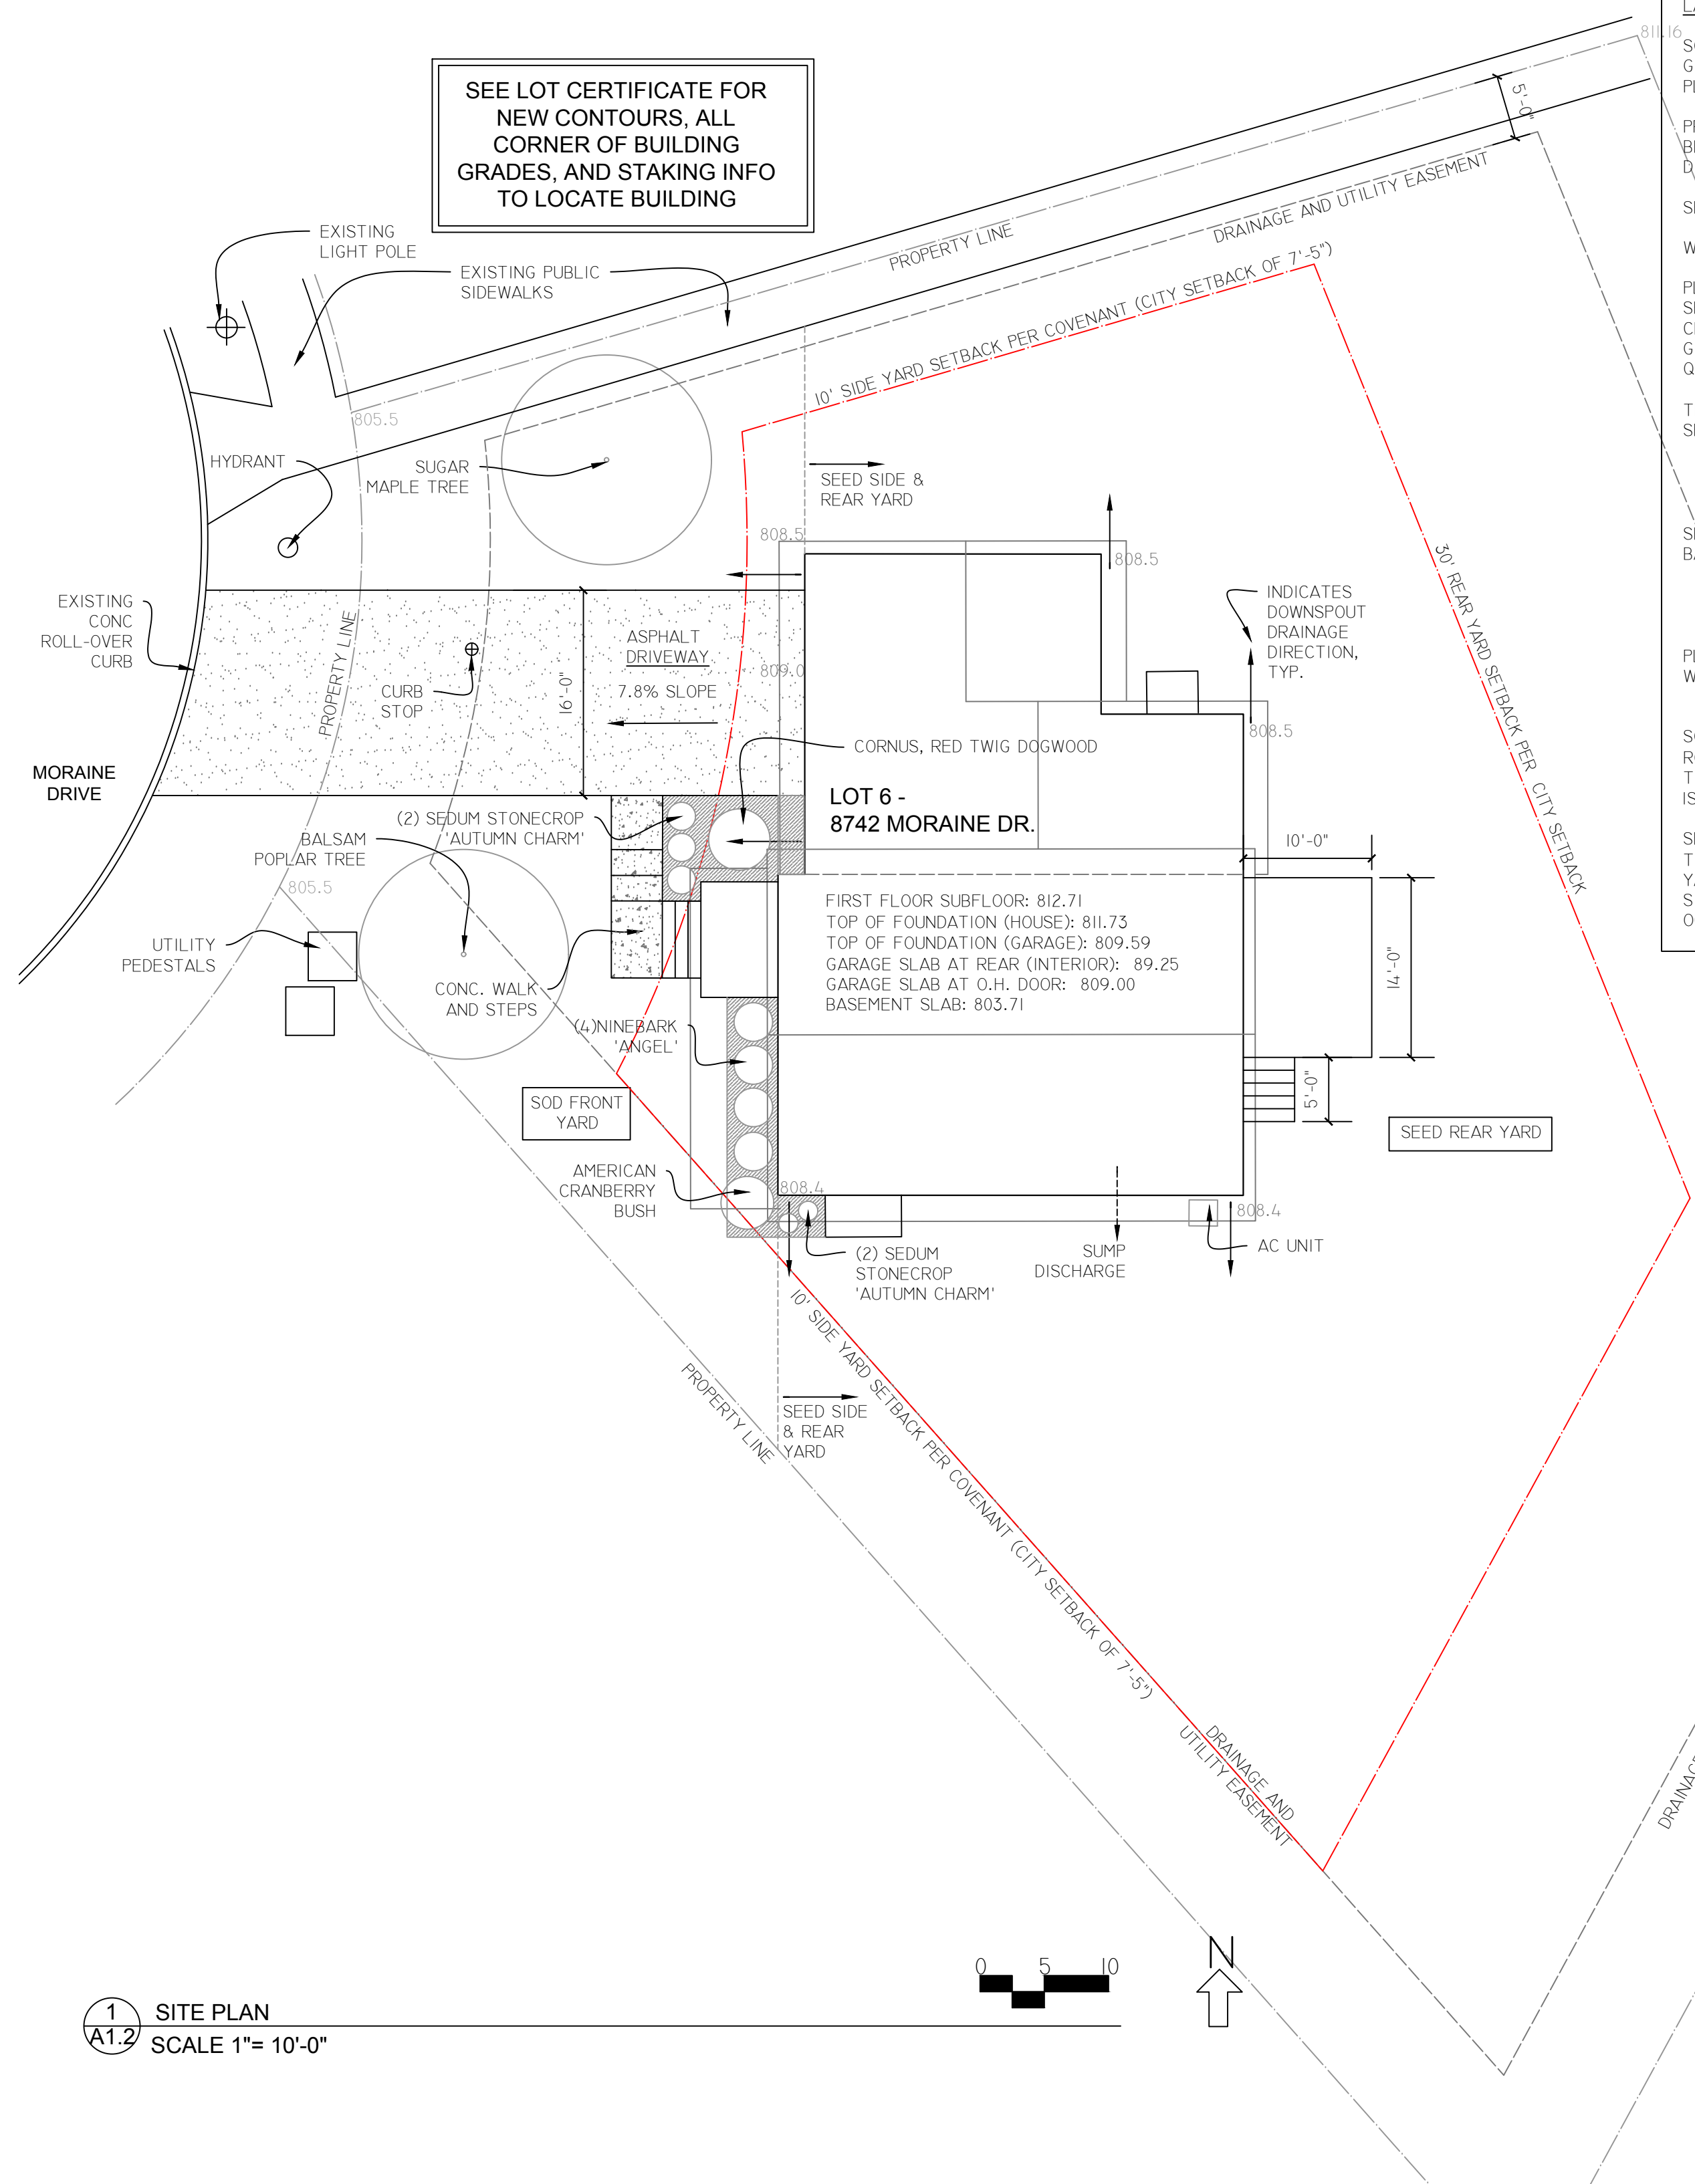 SEE LOT CERTIFICATE FOR
NEW CONTOURS, ALL
CORNER OF BUILDING
GRADES, AND STAKING INFO
TO LOCATE BUILDING
811.16
5'-0"
EXISTING
LIGHT POLE
EXISTING PUBLIC
SIDEWALKS
PROPERTY LINE
DRAINAGE AND UTILITY EASEMENT
10' SIDE YARD SETBACK PER COVENANT (CITY SETBACK OF 7'-5")
805.5
HYDRANT
SUGAR
MAPLE TREE
SEED SIDE &
REAR YARD
808.5
808.5
30' REAR YARD SETBACK PER CITY SETBACK
EXISTING
CONC
ROLL-OVER
CURB
PROPERTY LINE
CURB
STOP
16'-0"
ASPHALT
DRIVEWAY
7.8% SLOPE
809.0
INDICATES
DOWNSPOUT
DRAINAGE
DIRECTION,
TYP.
808.5
MORAINE
DRIVE
CORNUS, RED TWIG DOGWOOD
LOT 6 -
8742 MORAINE DR.
(2) SEDUM STONECROP
'AUTUMN CHARM'
BALSAM
POPLAR TREE
805.5
10'-0"
14'-0"
5'-0"
FIRST FLOOR SUBFLOOR: 812.71
TOP OF FOUNDATION (HOUSE): 811.73
TOP OF FOUNDATION (GARAGE): 809.59
GARAGE SLAB AT REAR (INTERIOR): 89.25
GARAGE SLAB AT O.H. DOOR: 809.00
BASEMENT SLAB: 803.71
UTILITY
PEDESTALS
CONC. WALK
AND STEPS
(4)NINEBARK
'ANGEL'
SOD FRONT
YARD
SEED REAR YARD
AMERICAN
CRANBERRY
BUSH
808.4
808.4
(2) SEDUM
STONECROP
'AUTUMN CHARM'
SUMP
DISCHARGE
AC UNIT
10' SIDE YARD SETBACK PER COVENANT (CITY SETBACK OF 7'-5")
PROPERTY LINE
SEED SIDE
& REAR
YARD
DRAINAGE AND
UTILITY EASEMENT
0 5 10
N
1
A1.2
SITE PLAN
SCALE 1"= 10'-0"